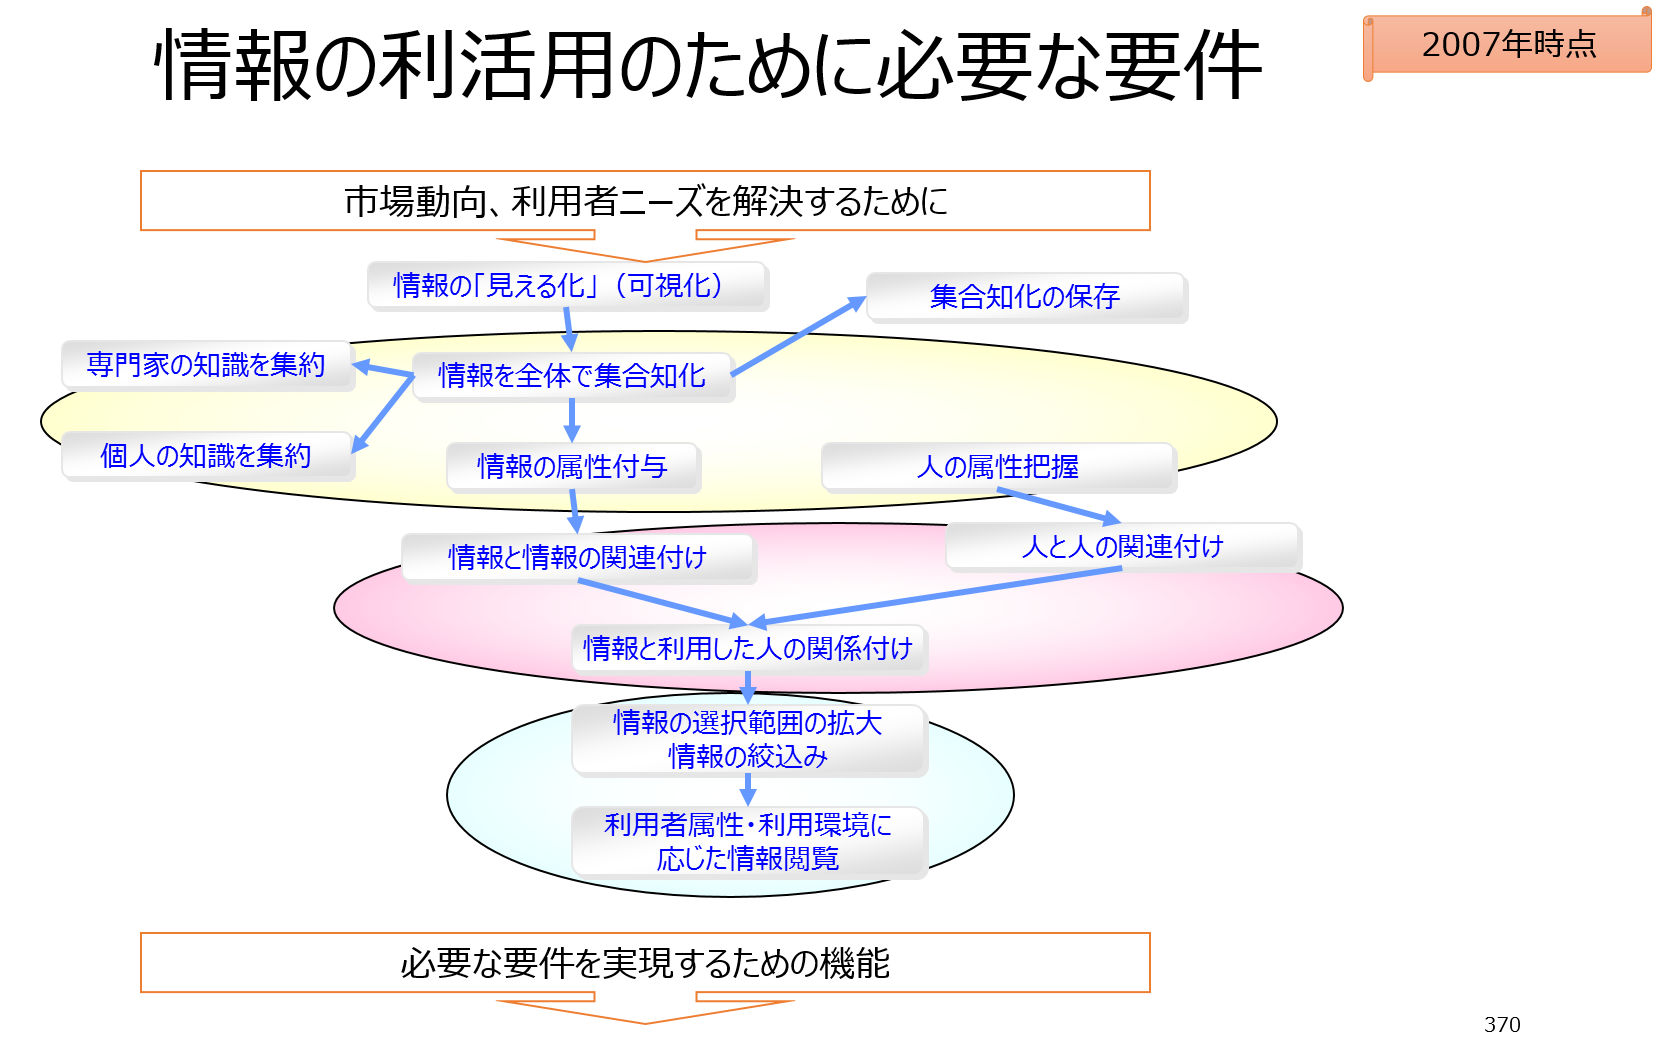 情報の利活用のために必要な要件
2007年時点
市場動向、利用者ニーズを解決するために
情報の「見える化」（可視化）
集合知化の保存
専門家の知識を集約
情報を全体で集合知化
個人の知識を集約
情報の属性付与
人の属性把握
情報と情報の関連付け
人と人の関連付け
情報と利用した人の関係付け
情報の選択範囲の拡大
情報の絞込み
利用者属性・利用環境に
応じた情報閲覧
必要な要件を実現するための機能
370